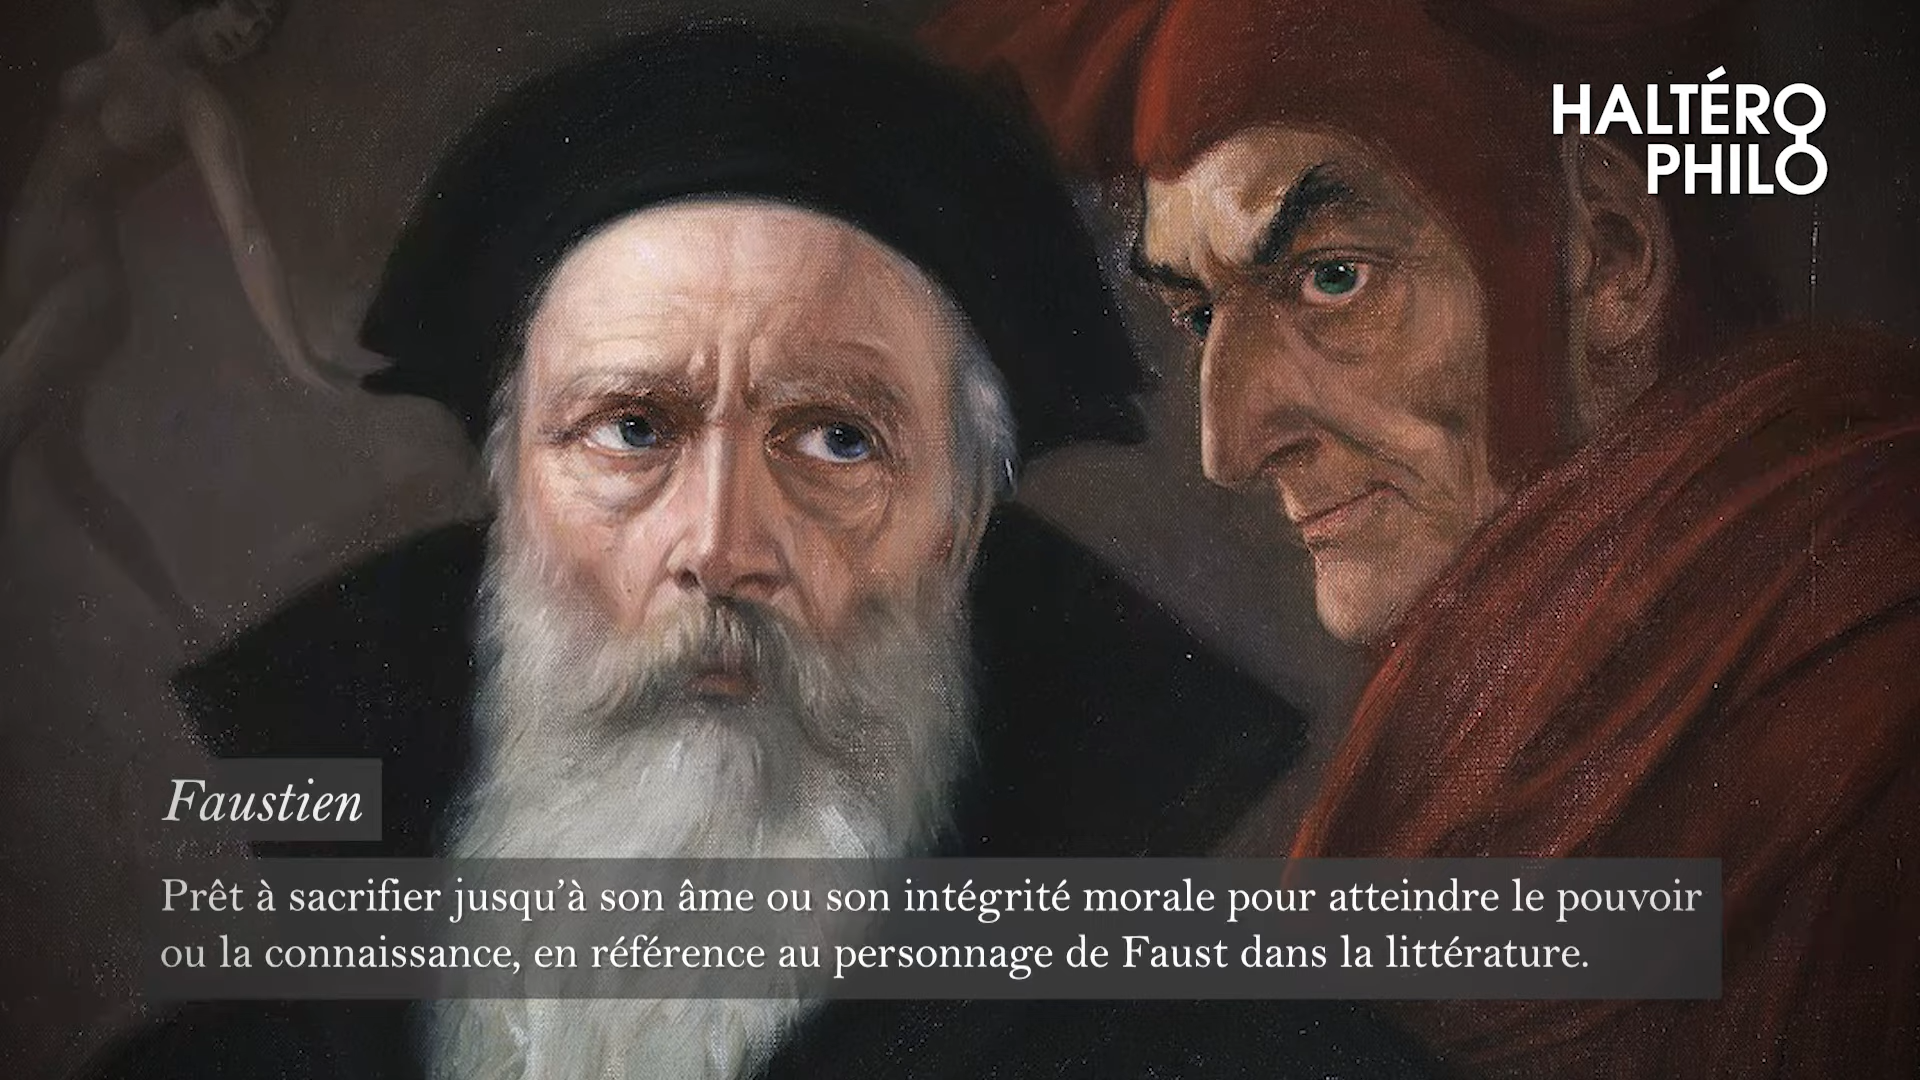 HALTÉRO
PHILO
Faustien
Prêt à sacrifier jusqu’à son âme ou son intégrité morale pour atteindre le pouvoir
ou la connaissance, en référence au personnage de Faust dans la littérature.